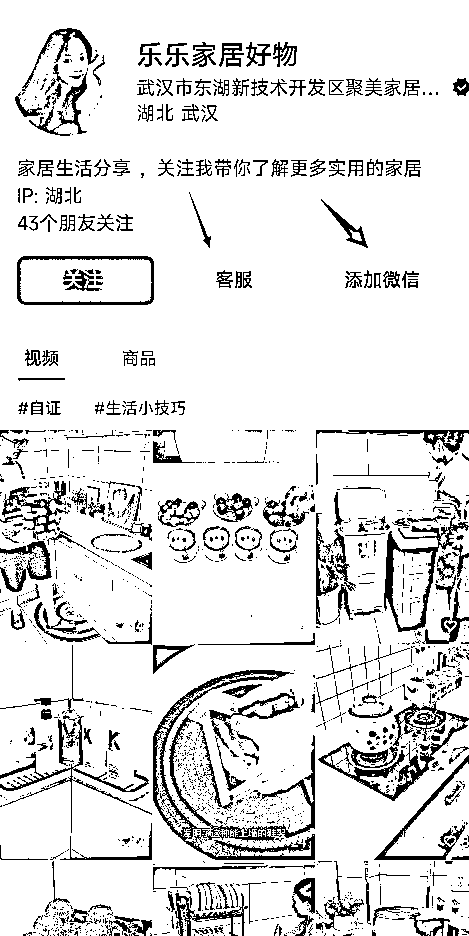 乐乐家居好物
武汉市东湖新技术开发区聚美家居...
湖北 武汉
家居生活分享，关注我带你了解更多实用的家居
IP: 湖北
43个朋友关注
关注 客服 添加微信
视频 商品
#自证 #生活小技巧
K K